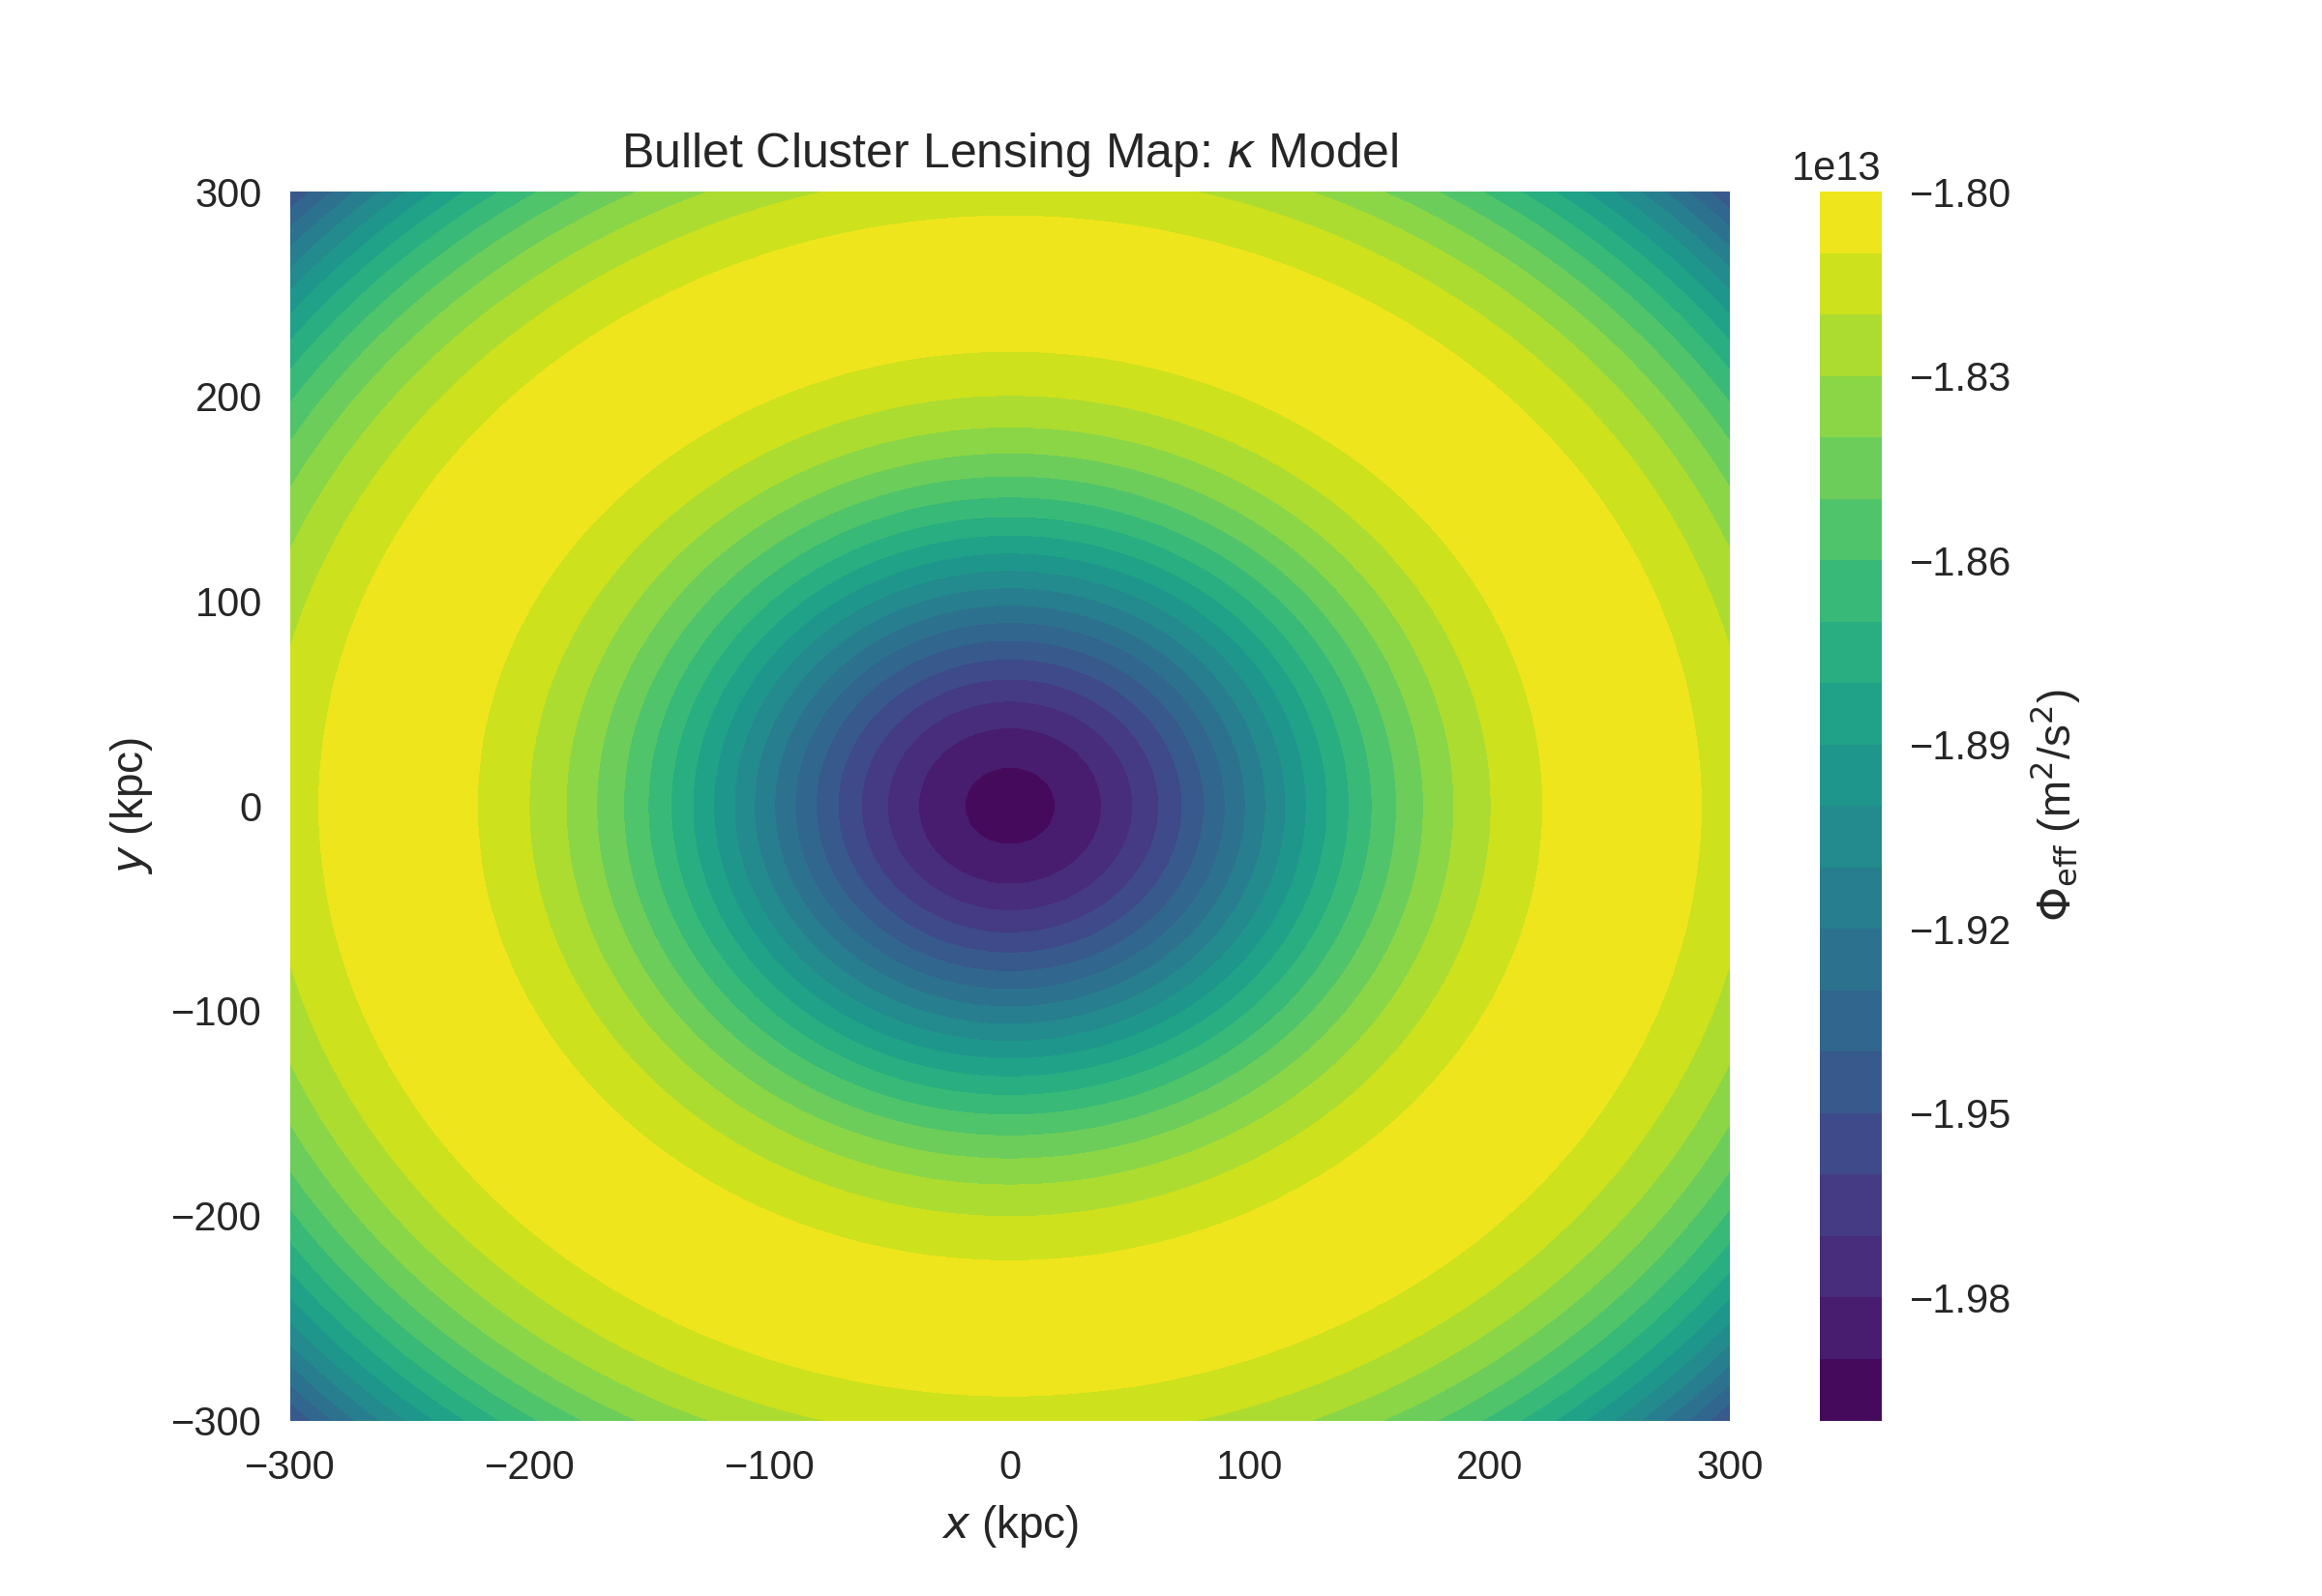 Bullet Cluster Lensing Map: κ Model
1e13
300
200
100
0
−100
−200
−300
y (kpc)
−300 −200 −100 0 100 200 300
x (kpc)
−1.80
−1.83
−1.86
−1.89
−1.92
−1.95
−1.98
Φeff (m²/s²)